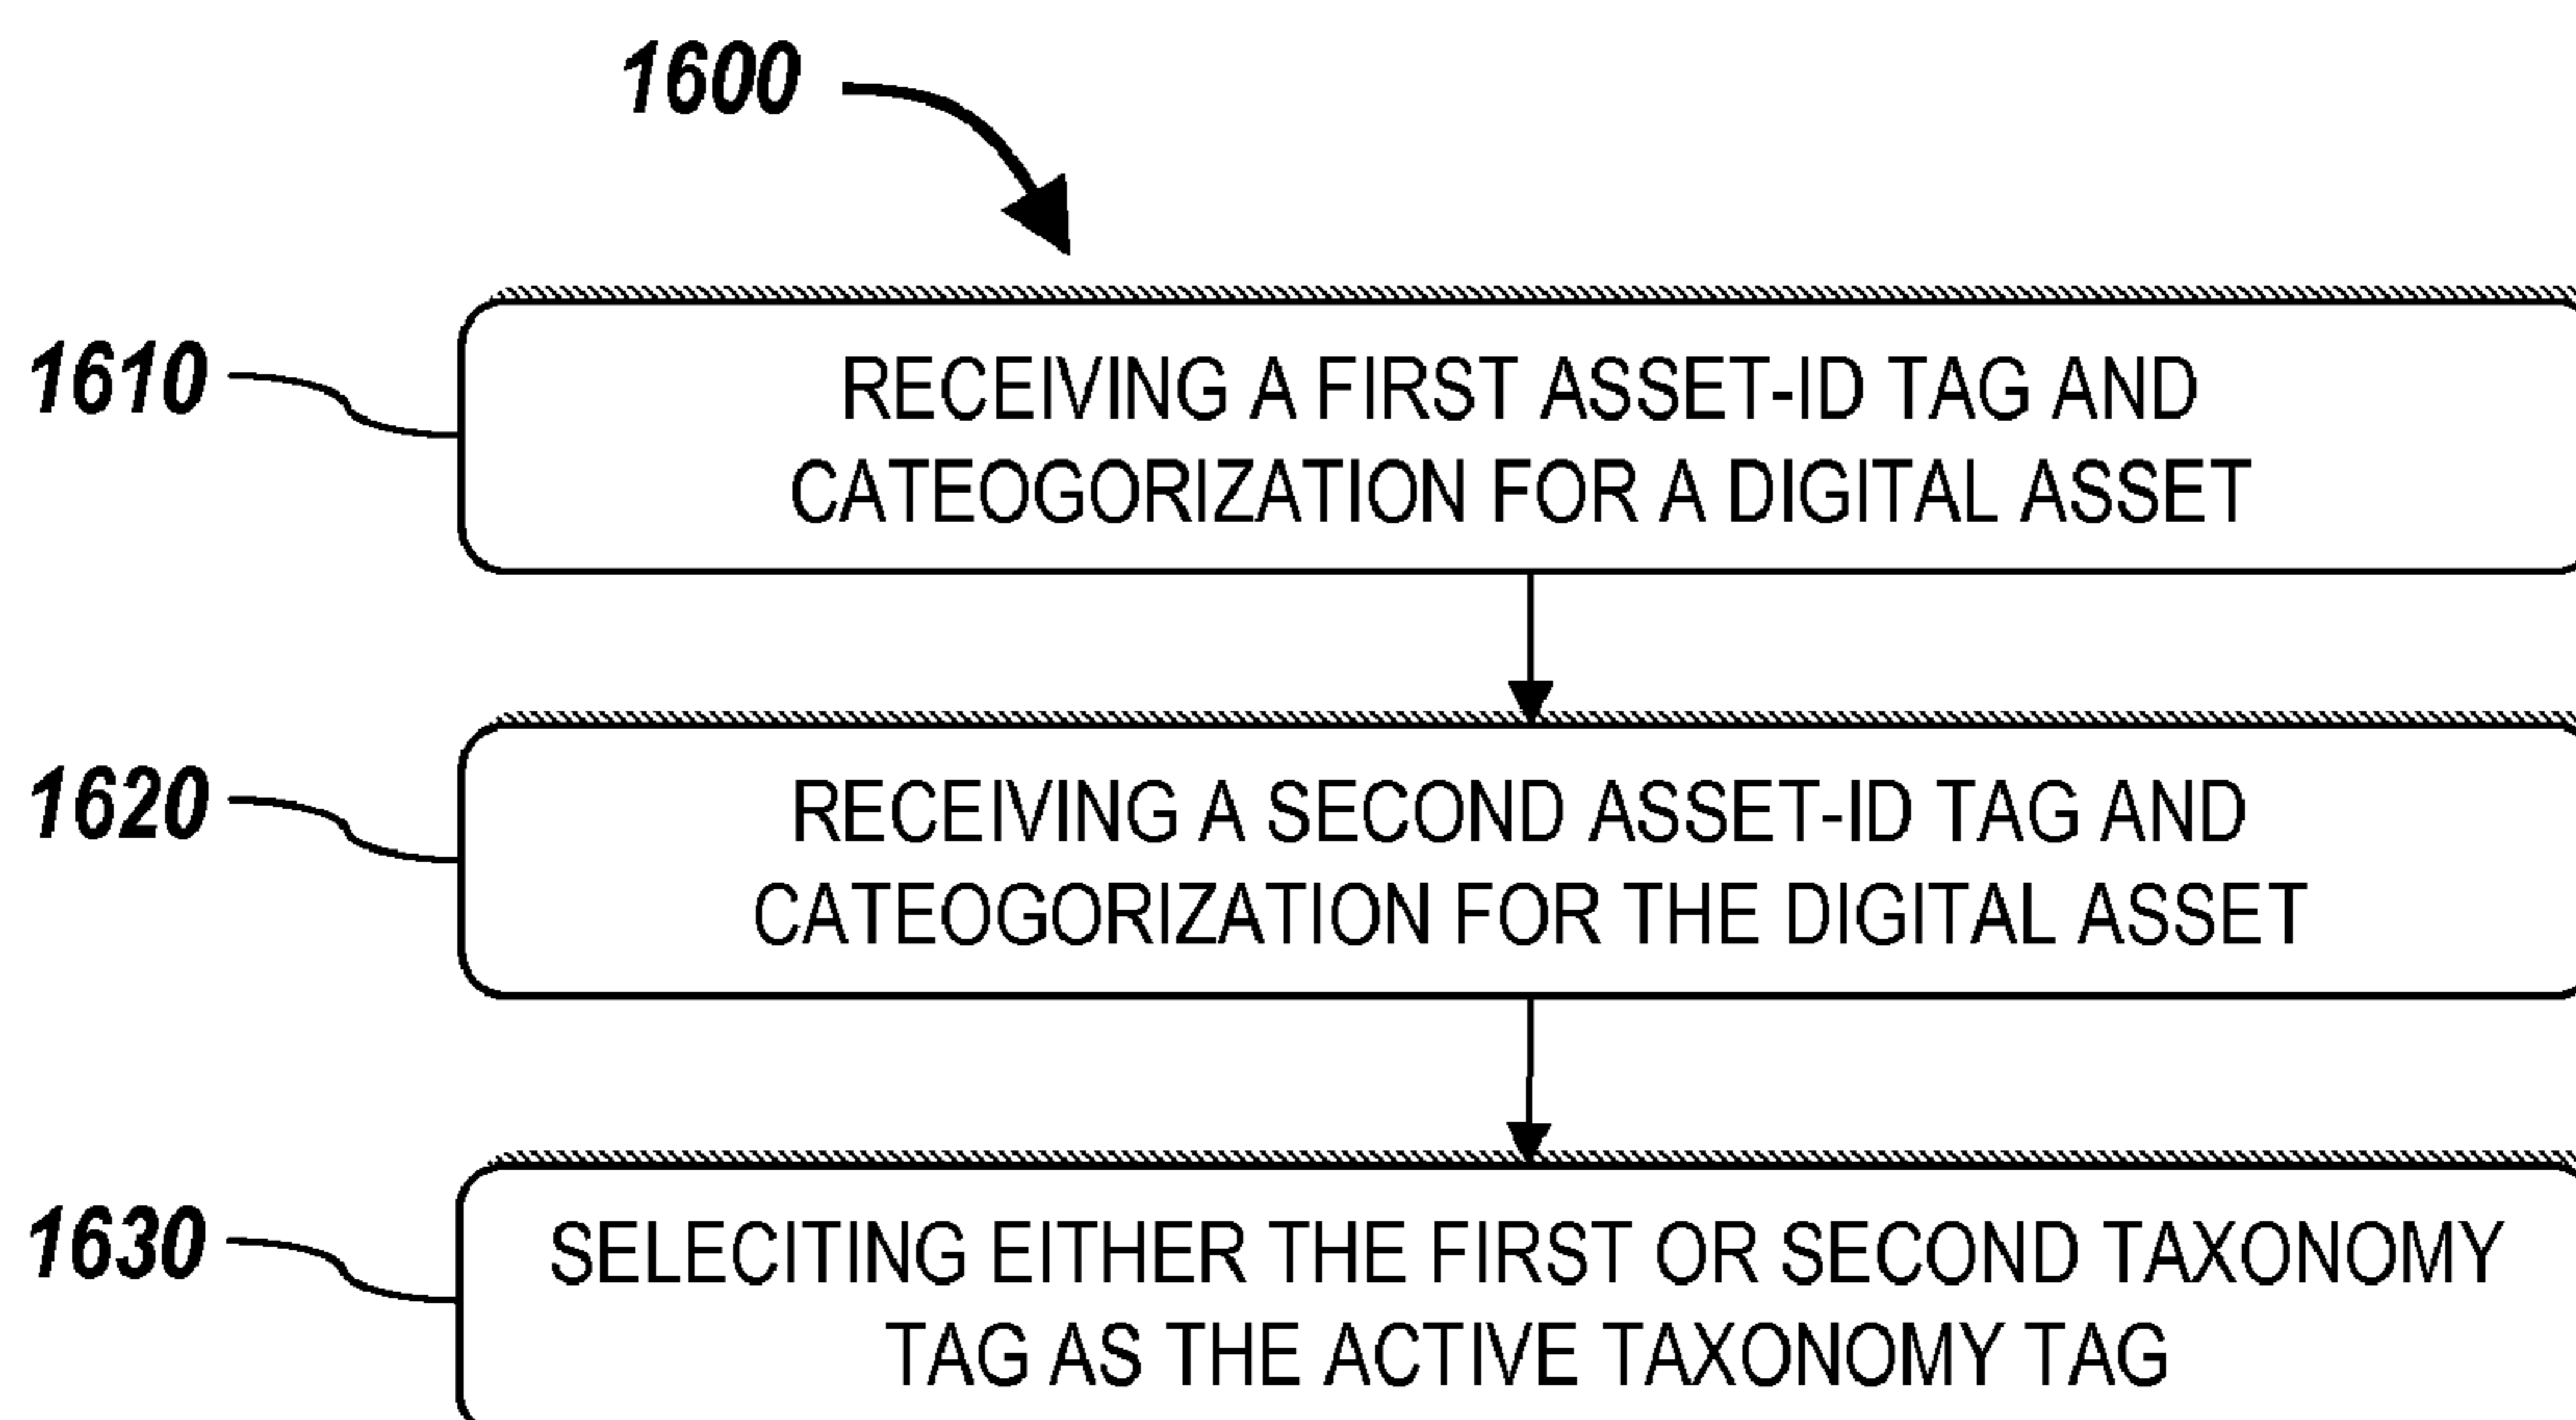 1600
1610
RECEIVING A FIRST ASSET-ID TAG AND
CATEOGORIZATION FOR A DIGITAL ASSET
1620
RECEIVING A SECOND ASSET-ID TAG AND
CATEOGORIZATION FOR THE DIGITAL ASSET
1630
SELECITING EITHER THE FIRST OR SECOND TAXONOMY
TAG AS THE ACTIVE TAXONOMY TAG